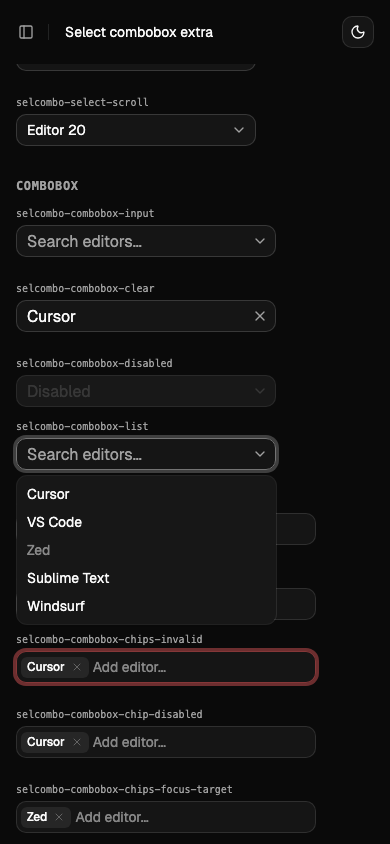 Select combobox extra
selcombo-select-scroll
Editor 20
COMBOBOX
selcombo-combobox-input
Search editors...
selcombo-combobox-clear
Cursor
selcombo-combobox-disabled
Disabled
selcombo-combobox-list
Search editors...
Cursor
VS Code
Zed
Sublime Text
Windsurf
selcombo-combobox-chips-invalid
Cursor Add editor...
selcombo-combobox-chip-disabled
Cursor Add editor...
selcombo-combobox-chips-focus-target
Zed Add editor...